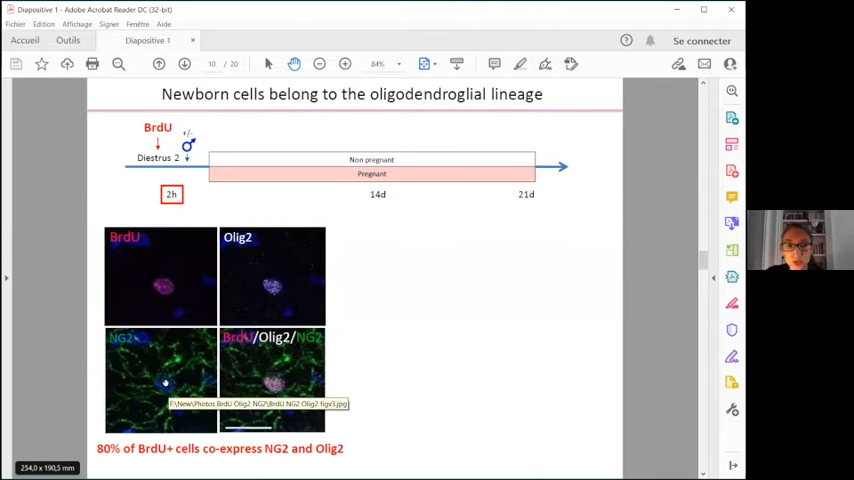 Diapositive 1 - Adobe Acrobat Reader DC (32-bit)
Fichier Edition Affichage Signer Fenêtre Aide
Accueil Outils Diapositive 1 × Se connecter
10 / 20 84%
Newborn cells belong to the oligodendroglial lineage
BrdU
+/-
Diestrus 2
Non pregnant
Pregnant
2h 14d 21d
BrdU Olig2
NG2 BrdU/Olig2/NG2
F:\New\Photos BrdU Olig2 NG2\BrdU NG2 Olig2 figv3.jpg
80% of BrdU+ cells co-express NG2 and Olig2
254,0 x 190,5 mm